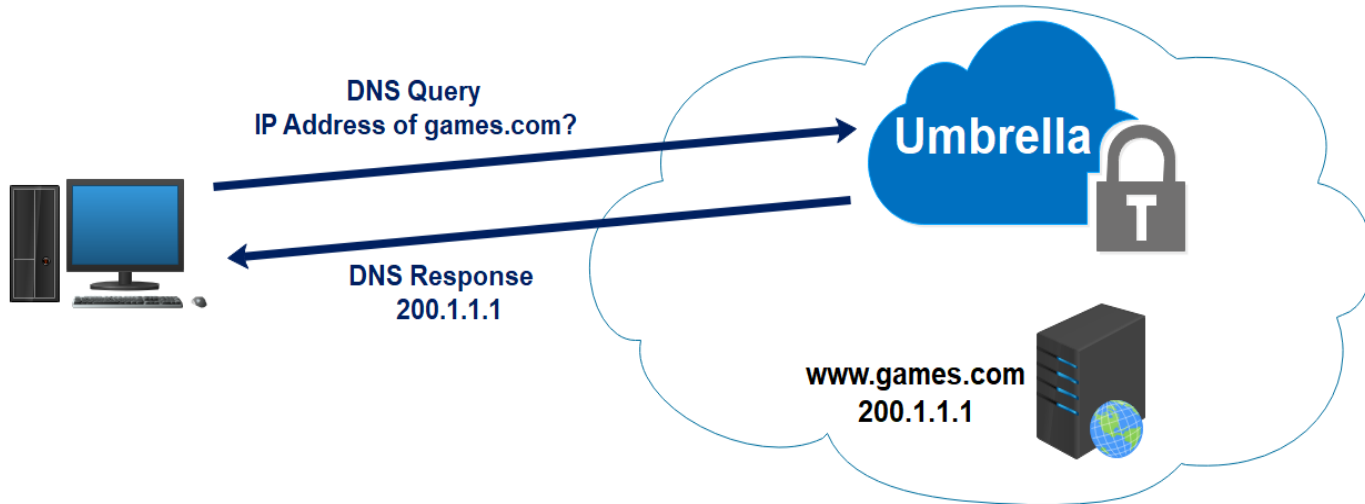 DNS Query
IP Address of games.com?
Umbrella
T
DNS Response
200.1.1.1
www.games.com
200.1.1.1